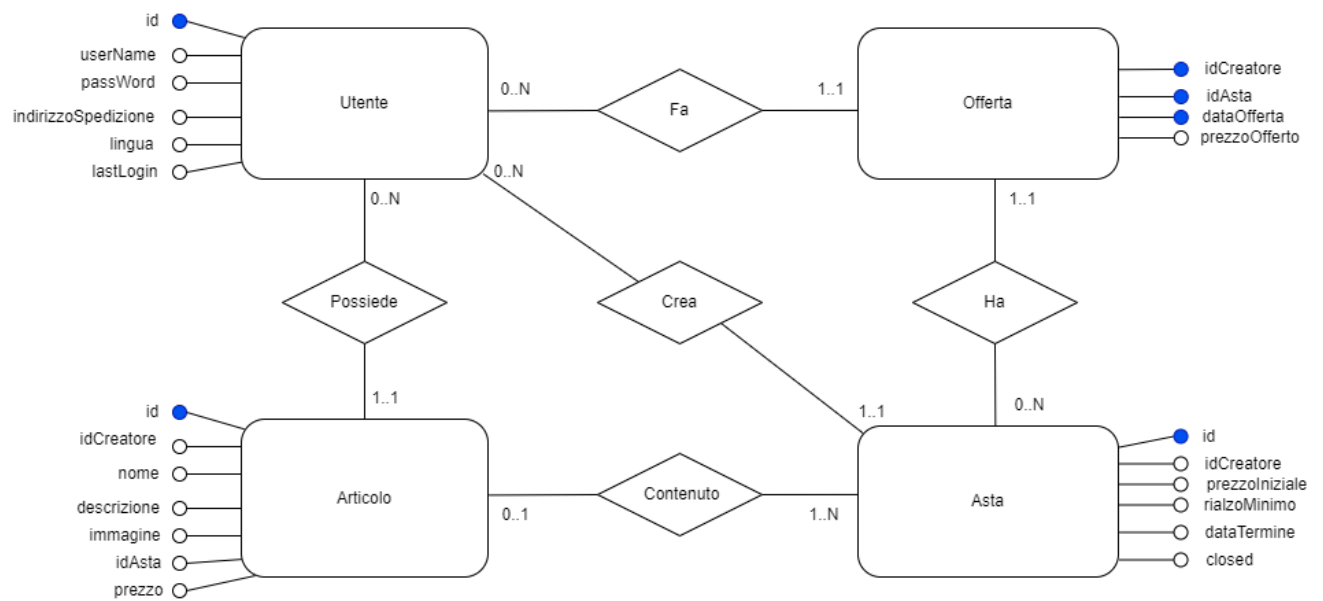 id
userName
passWord
indirizzoSpedizione
lingua
lastLogin
Utente
0..N
Fa
1..1
Offerta
idCreatore
idAsta
dataOfferta
prezzoOfferto
0..N
0..N
1..1
Possiede
Crea
Ha
1..1
1..1
0..N
id
idCreatore
nome
descrizione
immagine
idAsta
prezzo
Articolo
0..1
Contenuto
1..N
Asta
id
idCreatore
prezzoIniziale
rialzoMinimo
dataTermine
closed